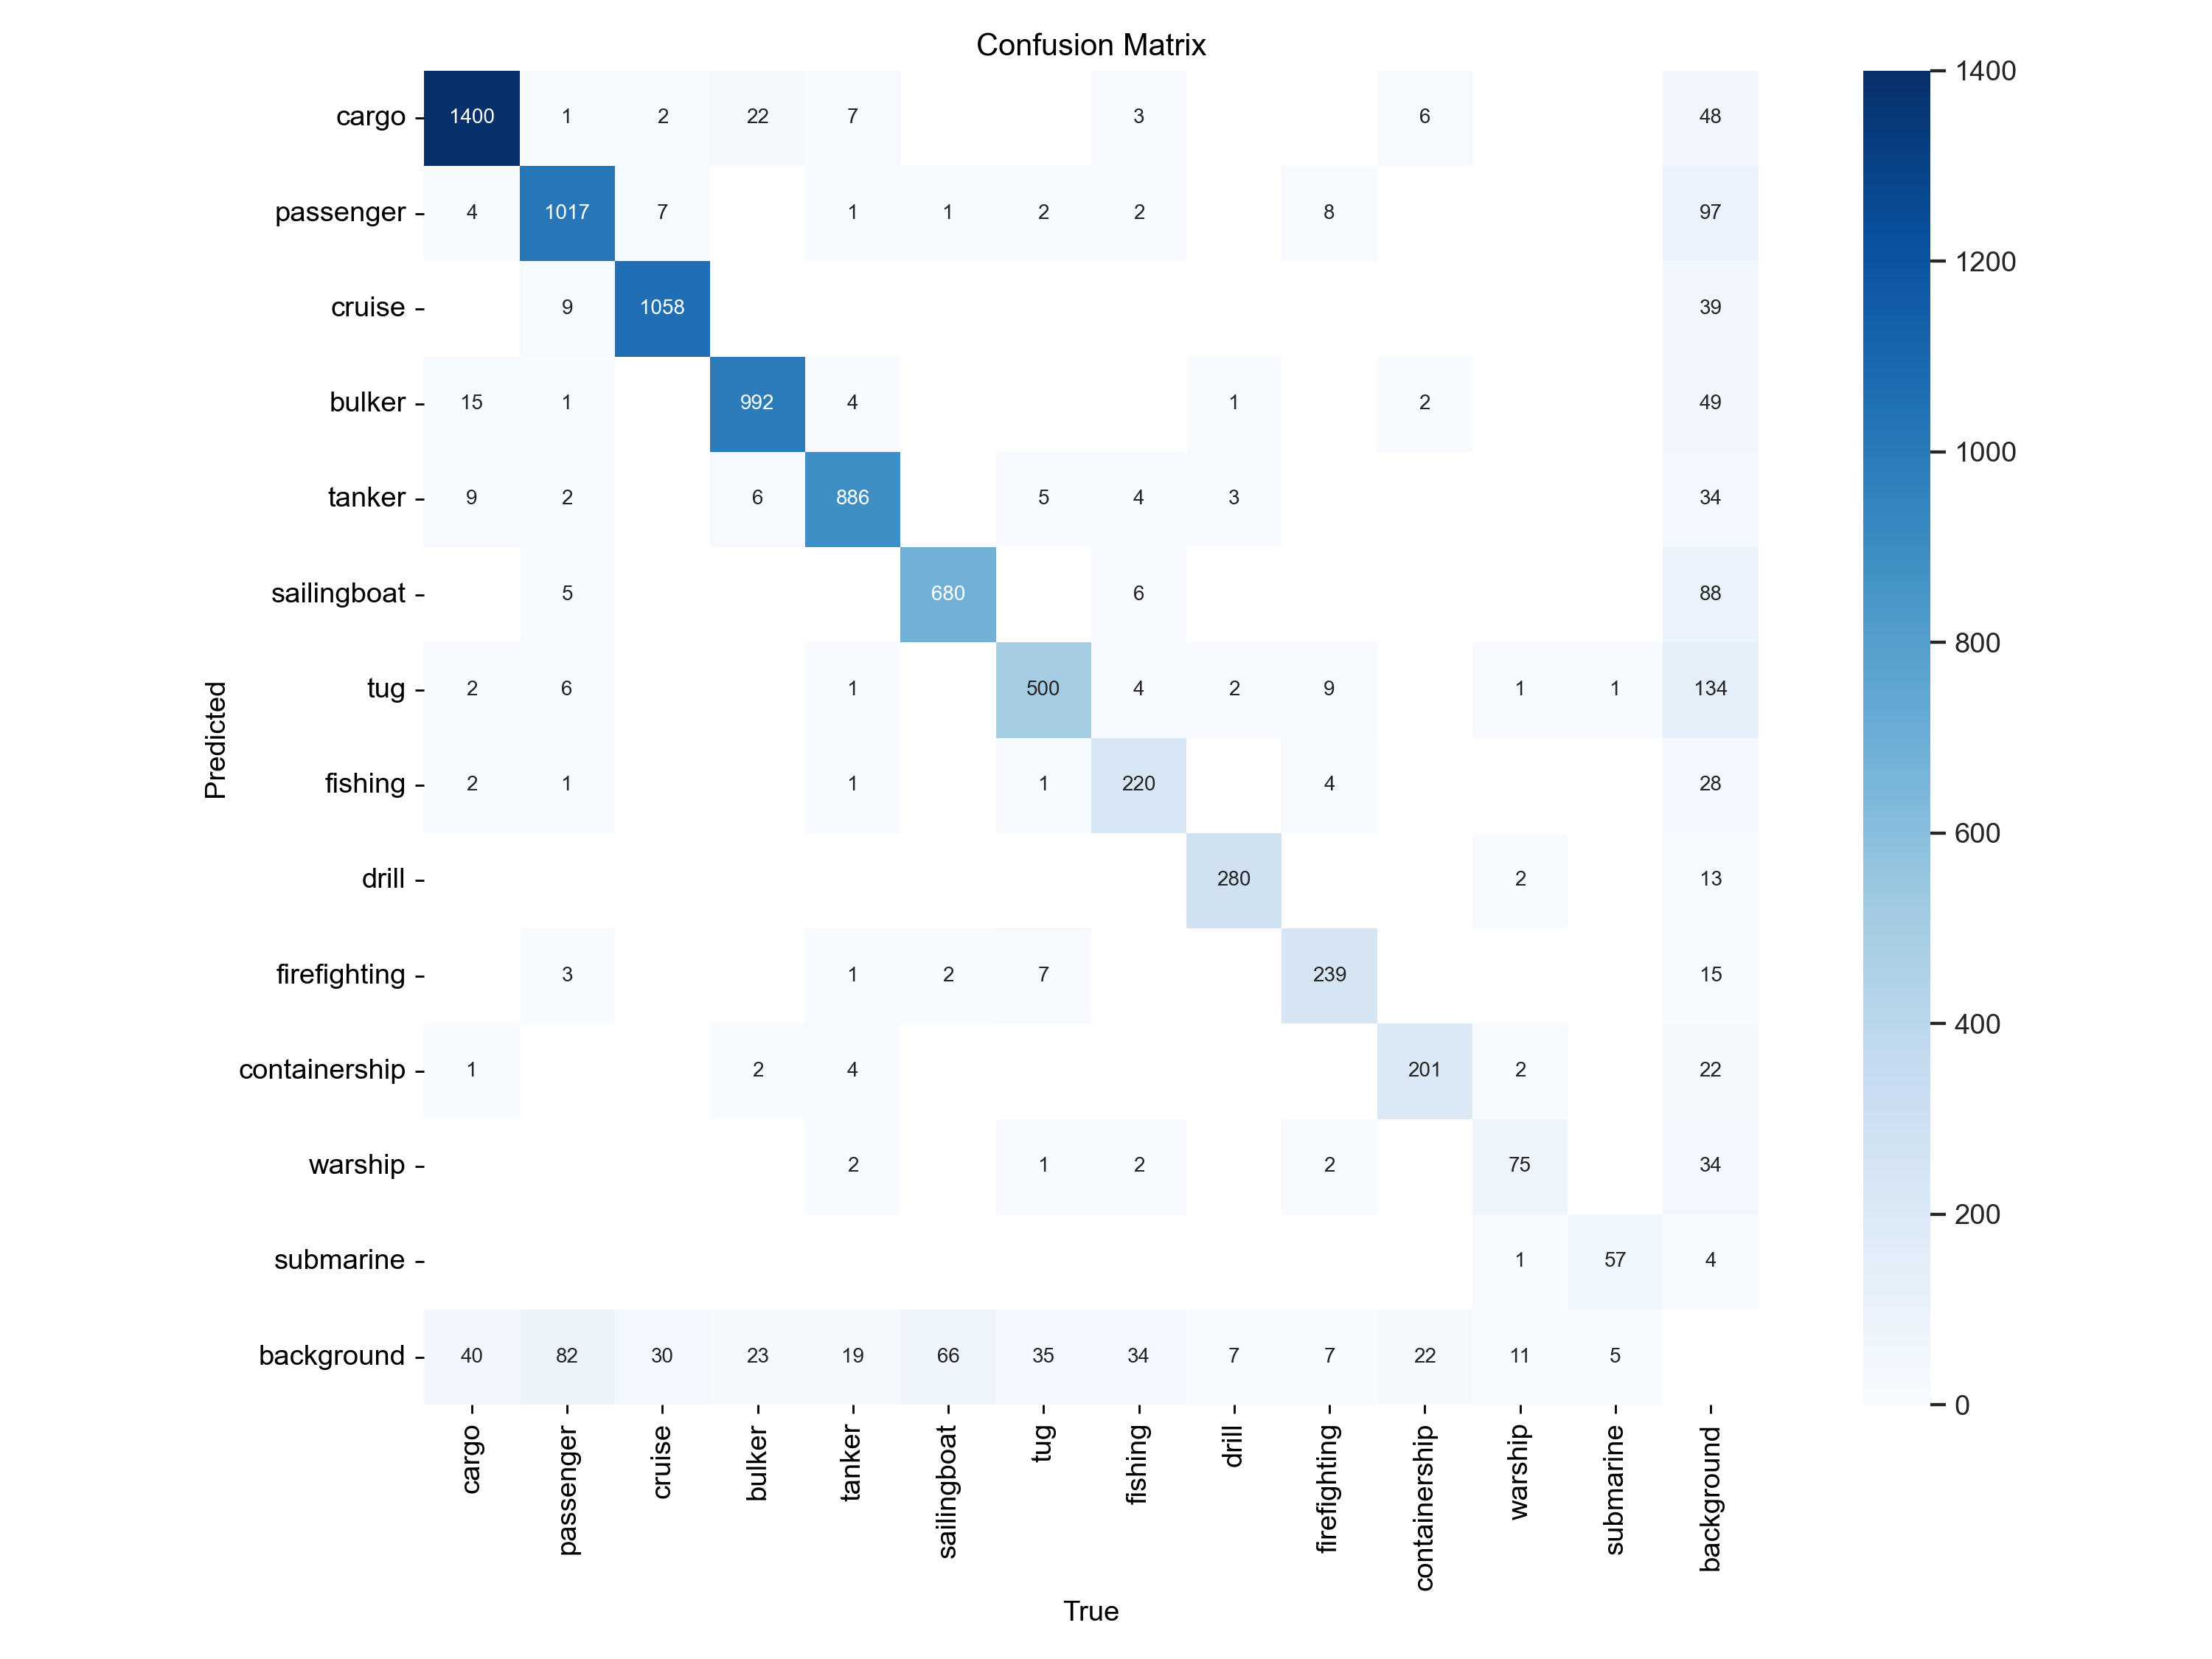 Confusion Matrix
cargo 1400 1 2 22 7 3 6 48
passenger 4 1017 7 1 1 2 2 8 97
cruise 9 1058 39
bulker 15 1 992 4 1 2 49
tanker 9 2 6 886 5 4 3 34
sailingboat 5 680 6 88
tug 2 6 1 500 4 2 9 1 1 134
fishing 2 1 1 1 220 4 28
drill 280 2 13
firefighting 3 1 2 7 239 15
containership 1 2 4 201 2 22
warship 2 1 2 2 75 34
submarine 1 57 4
background 40 82 30 23 19 66 35 34 7 7 22 11 5
Predicted
cargo passenger cruise bulker tanker sailingboat tug fishing drill firefighting containership warship submarine background
True
1400
1200
1000
800
600
400
200
0